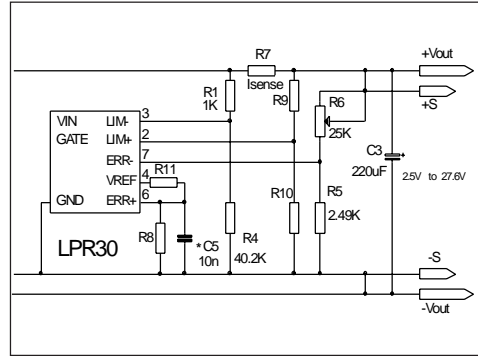 R7
+Vout
R1
1K
Isense
R9
R6
+S
VIN
LIM-
3
GATE
LIM+
2
25K
C3
ERR-
7
+
VREF
4
R11
220uF
2.5V to 27.6V
GND
ERR+
6
R10
R5
2.49K
R8
LPR30
* C5
10n
R4
40.2K
-S
-Vout